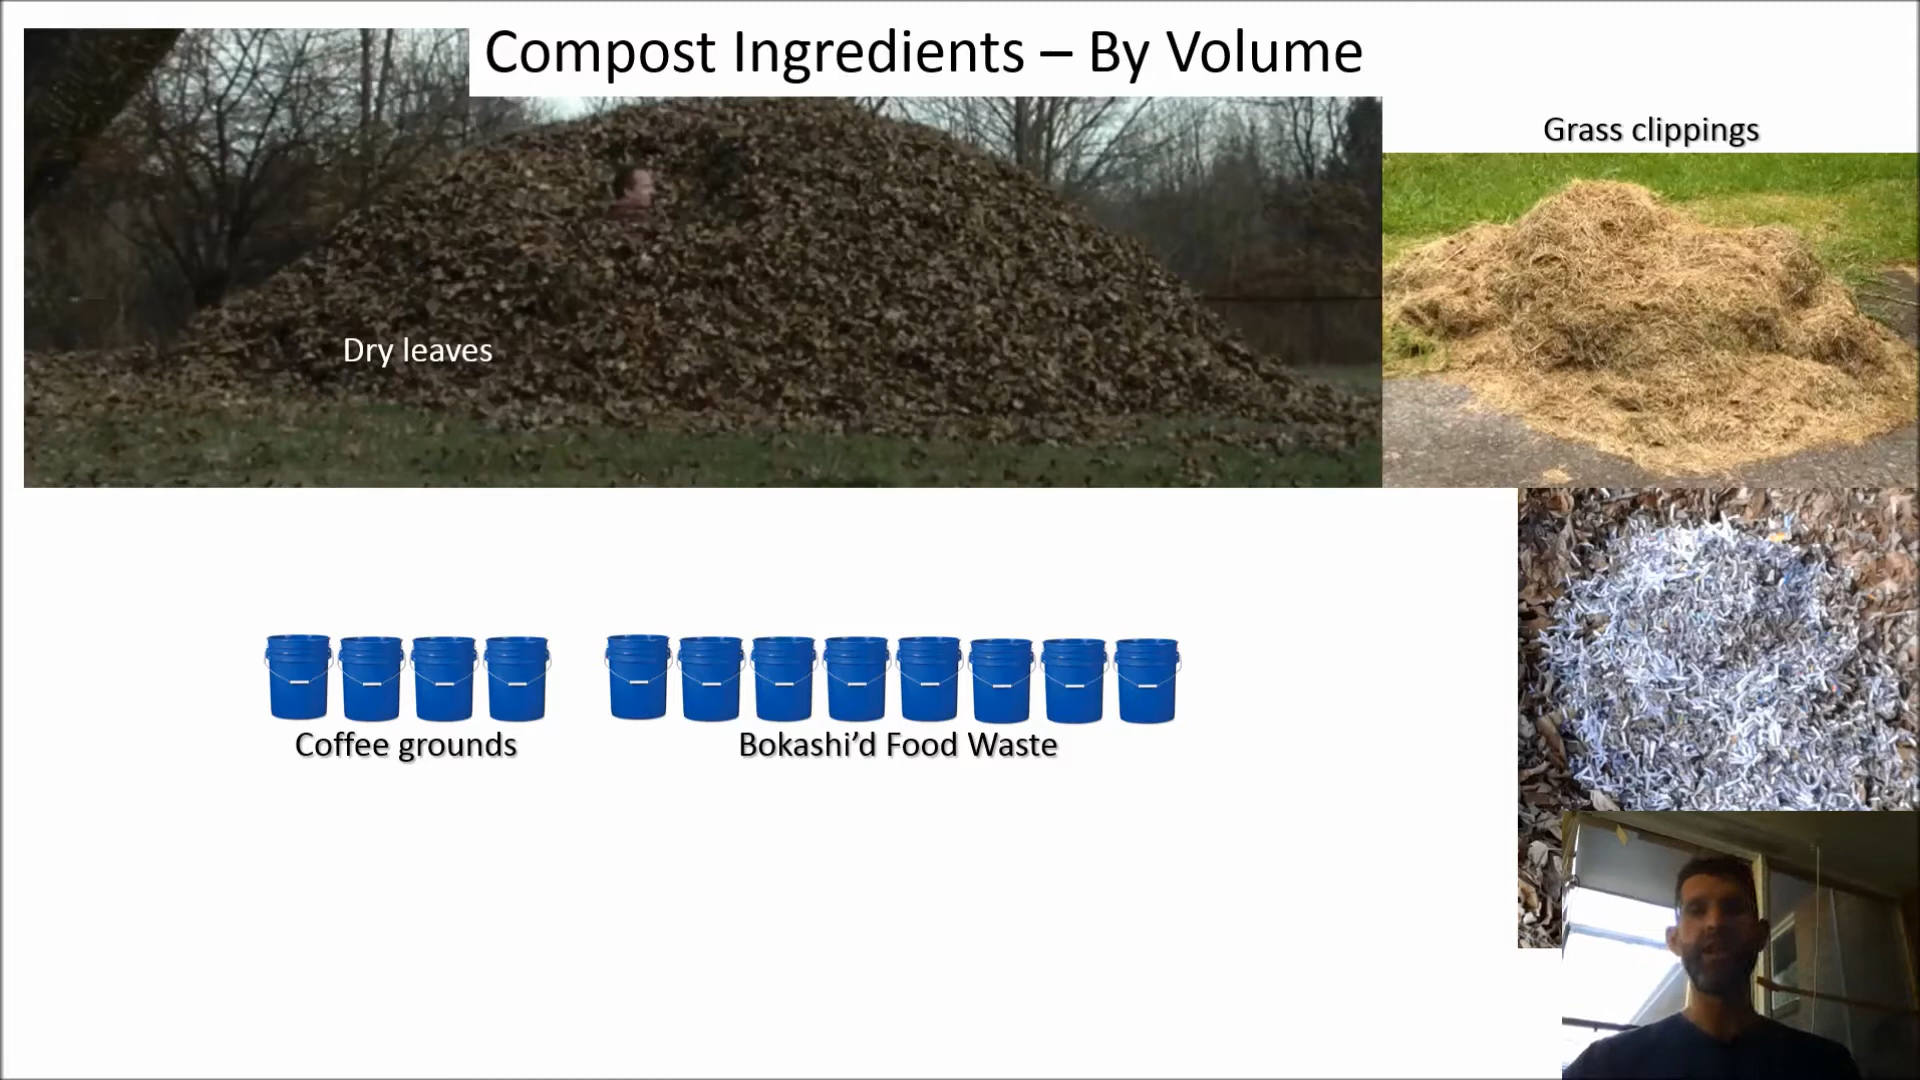 Compost Ingredients – By Volume
Grass clippings
Dry leaves
Coffee grounds
Bokashi’d Food Waste